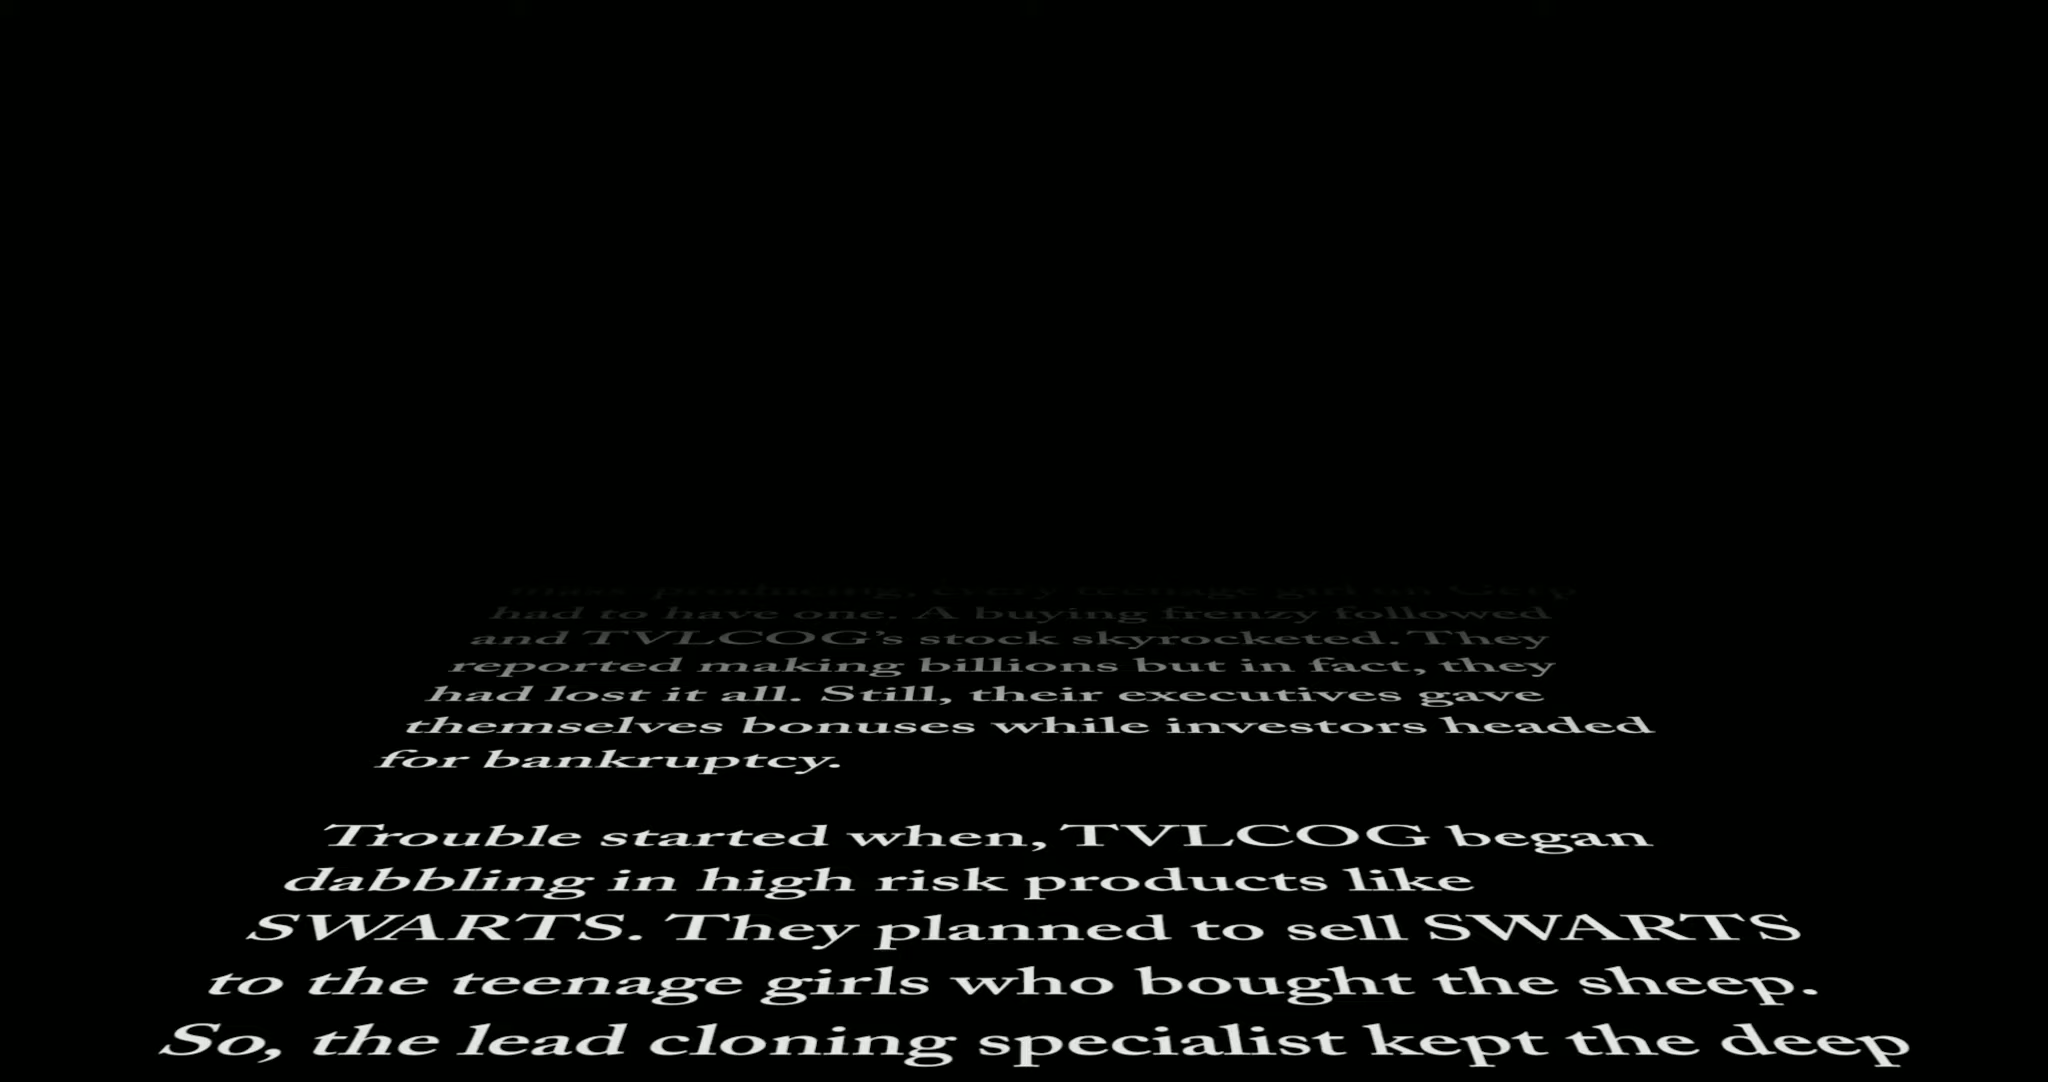 mass producing, every teenage girl on Geep
had to have one. A buying frenzy followed
and TVLCOG’s stock skyrocketed. They
reported making billions but in fact, they
had lost it all. Still, their executives gave
themselves bonuses while investors headed
for bankruptcy.
Trouble started when, TVLCOG began
dabbling in high risk products like
SWARTS. They planned to sell SWARTS
to the teenage girls who bought the sheep.
So, the lead cloning specialist kept the deep